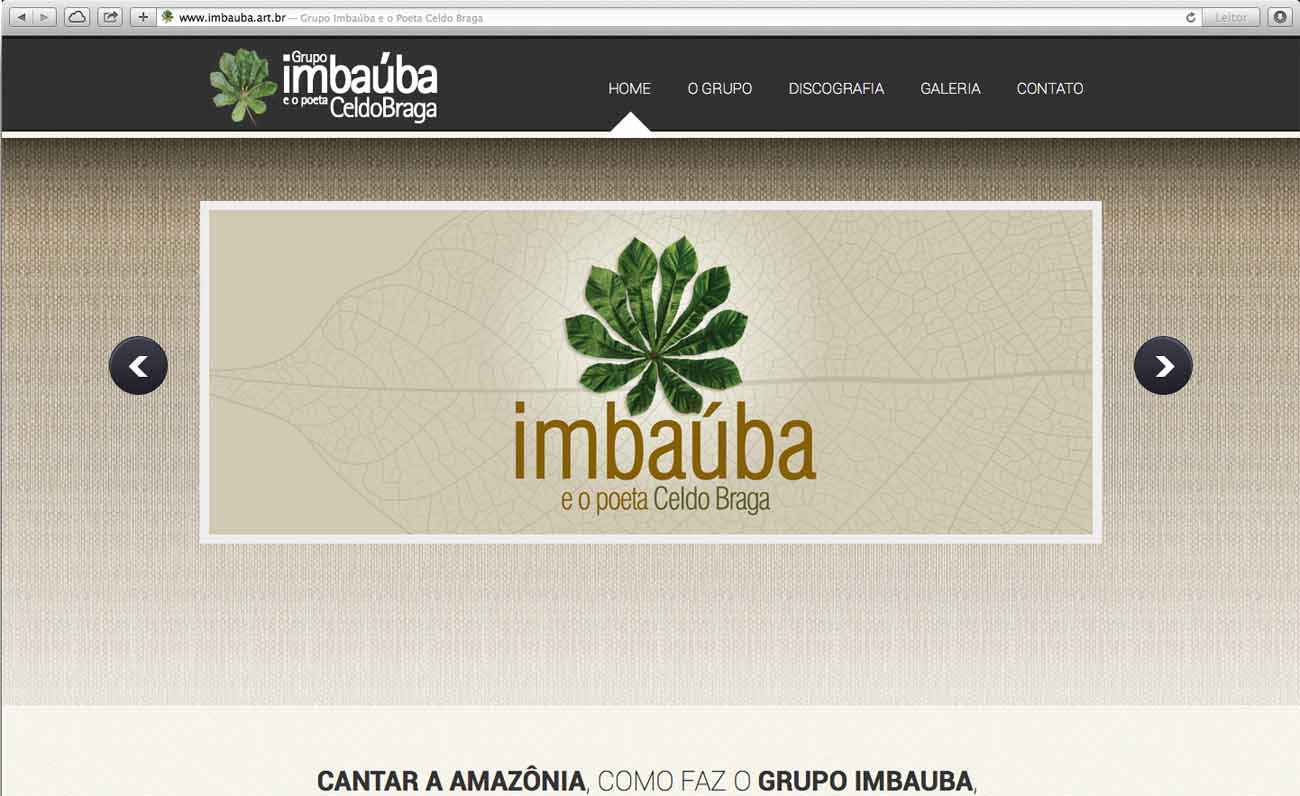 www.imbauba.art.br — Grupo Imbaúba e o Poeta Celdo Braga
Leitor
Grupo
imbaúba
e o poeta CeldoBraga
HOME O GRUPO DISCOGRAFIA GALERIA CONTATO
imbaúba
e o poeta Celdo Braga
CANTAR A AMAZÔNIA, COMO FAZ O GRUPO IMBAUBA,